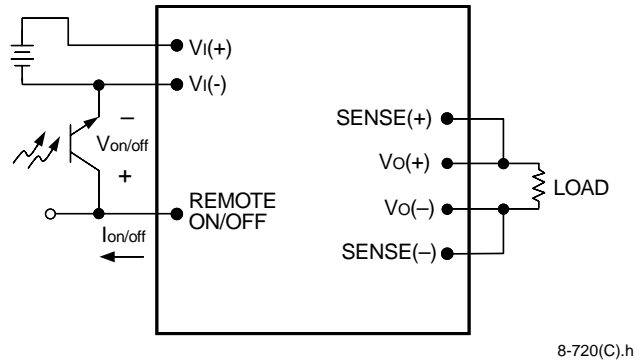 VI(+)
VI(-)
SENSE(+)
–
Von/off
+
VO(+)
LOAD
REMOTE
ON/OFF
VO(–)
Ion/off
SENSE(–)
8-720(C).h